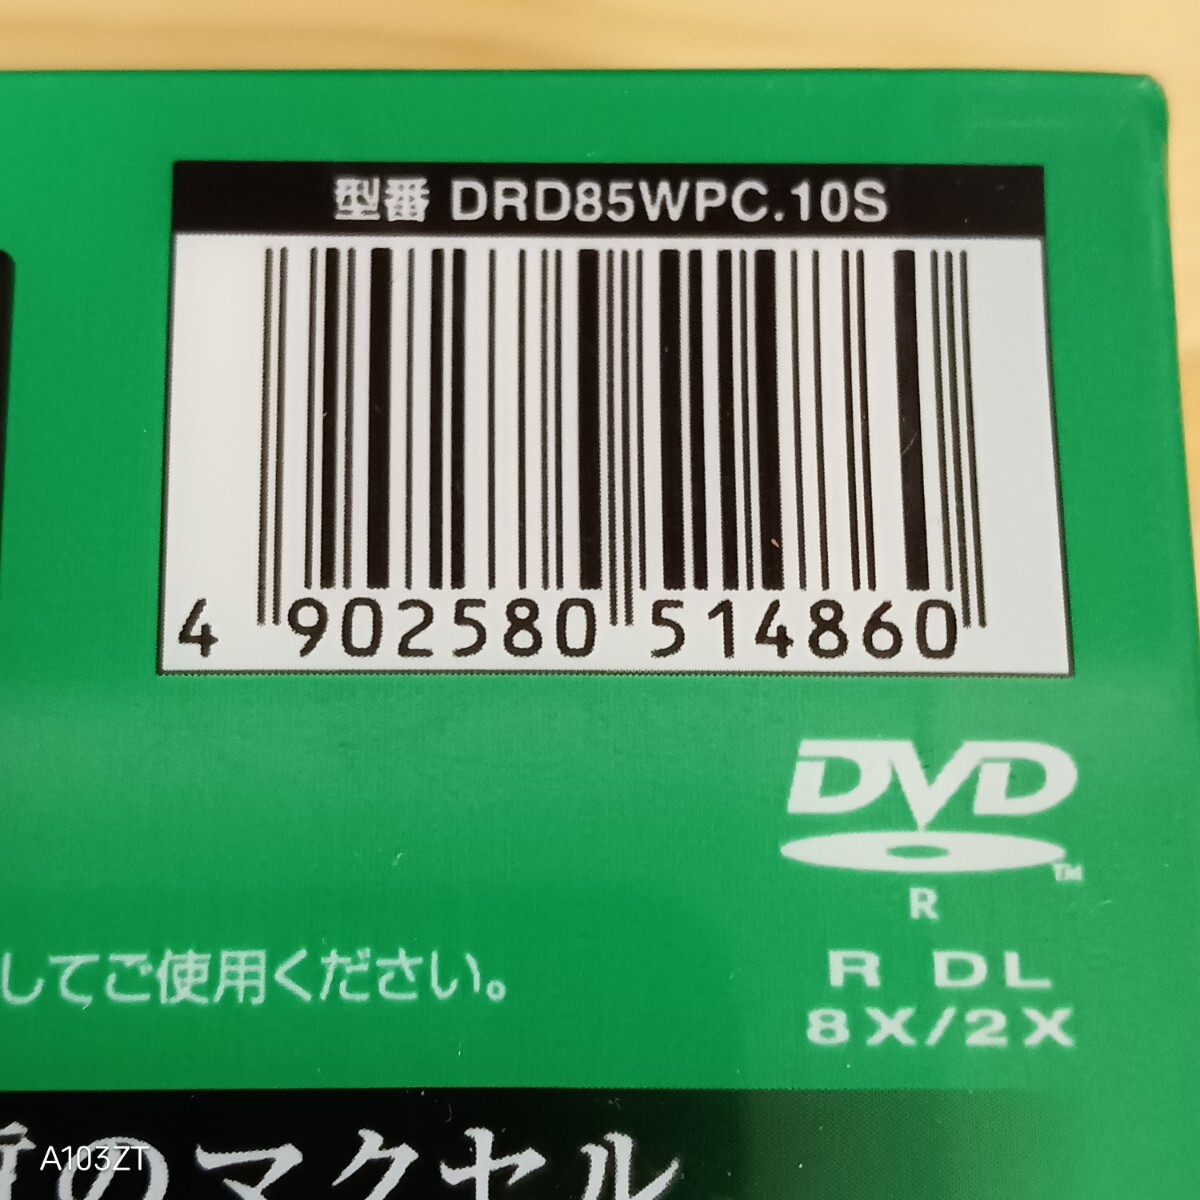 型番 DRD85WPC.10S
4 902580 514860
DVD
TM
R
R DL
8X/2X
してご使用ください。
のマクセル
A103ZT